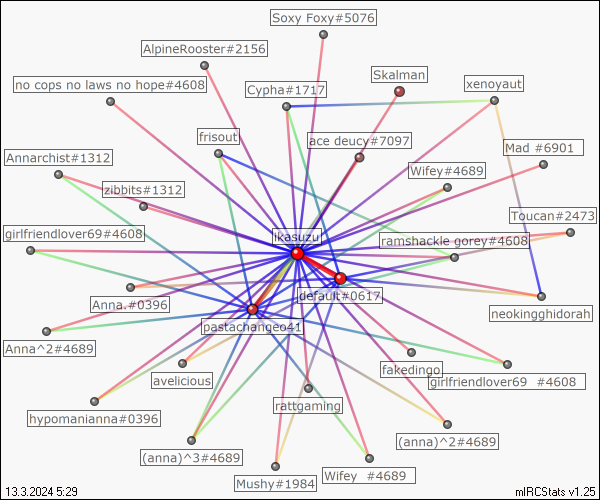 Soxy Foxy#5076
AlpineRooster#2156
Skalman
no cops no laws no hope#4608
Cypha#1717
xenoyaut
frisout
ace deucy#7097
Mad #6901
Annarchist#1312
Wifey#4689
zibbits#1312
Toucan#2473
girlfriendlover69#4608
ikasuzu
ramshackle gorey#4608
Anna.#0396
default#0617
neokingghidorah
pastachangeo41
Anna^2#4689
fakedingo
avelicious
girlfriendlover69 #4608
rattgaming
hypomanianna#0396
(anna)^2#4689
(anna)^3#4689
Mushy#1984
Wifey #4689
13.3.2024 5:29
mIRCStats v1.25